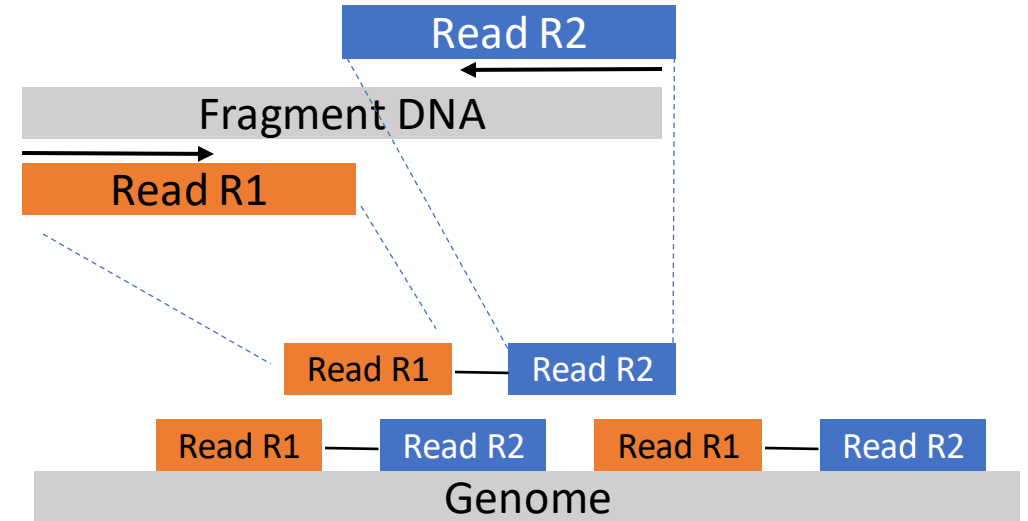 Read R2
Fragment DNA
Read R1
Read R1 Read R2
Read R1 Read R2 Read R1 Read R2
Genome